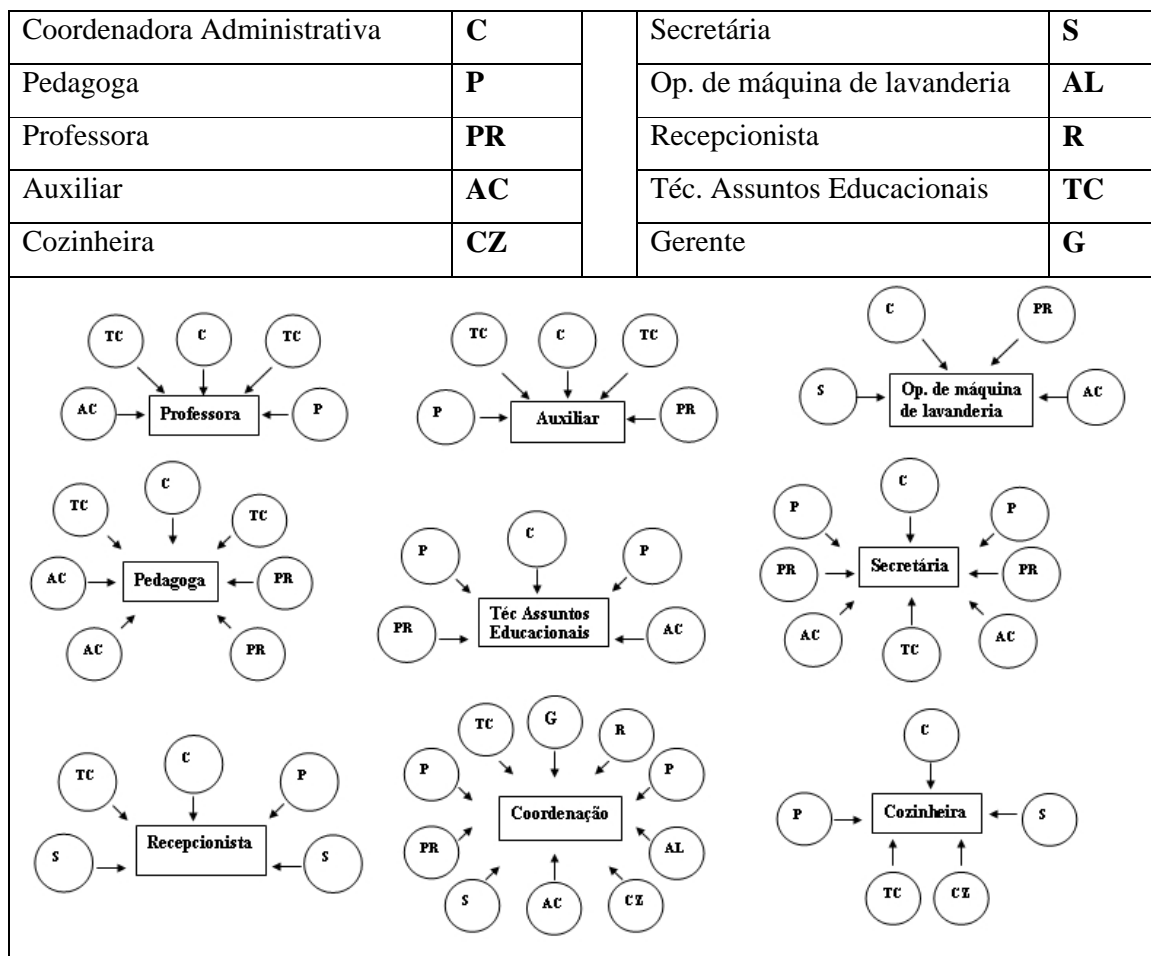 Coordenadora Administrativa C Secretária S
Pedagoga P Op. de máquina de lavanderia AL
Professora PR Recepcionista R
Auxiliar AC Téc. Assuntos Educacionais TC
Cozinheira CZ Gerente G
TC C TC
AC Professora P
TC C TC
P Auxiliar PR
C PR
S Op. de máquina
de lavanderia AC
C
TC TC
AC Pedagoga PR
AC PR
C
P P
PR Téc Assuntos
Educacionais AC
C
P P
PR Secretária PR
AC TC AC
C
TC P
S Recepcionista S
TC G R
P P
Coordenação
PR AL
S AC CZ
C
P Cozinheira S
TC CZ